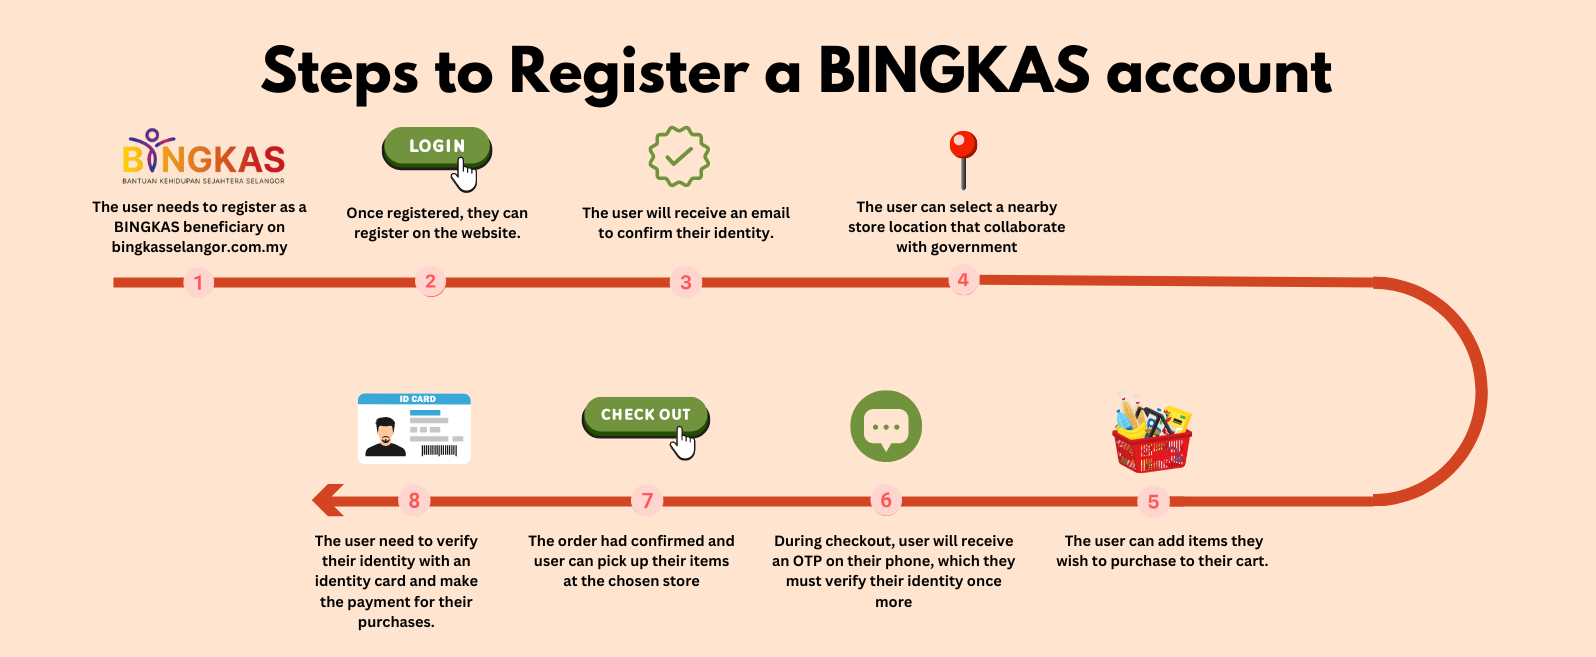 Steps to Register a BINGKAS account
BINGKAS
BANTUAN KEHIDUPAN SEJAHTERA SELANGOR
The user needs to register as a
BINGKAS beneficiary on
bingkasselangor.com.my
1
LOGIN
Once registered, they can
register on the website.
2
The user will receive an email
to confirm their identity.
3
The user can select a nearby
store location that collaborate
with government
4
5
The user can add items they
wish to purchase to their cart.
6
During checkout, user will receive
an OTP on their phone, which they
must verify their identity once
more
CHECK OUT
7
The order had confirmed and
user can pick up their items
at the chosen store
ID CARD
8
The user need to verify
their identity with an
identity card and make
the payment for their
purchases.